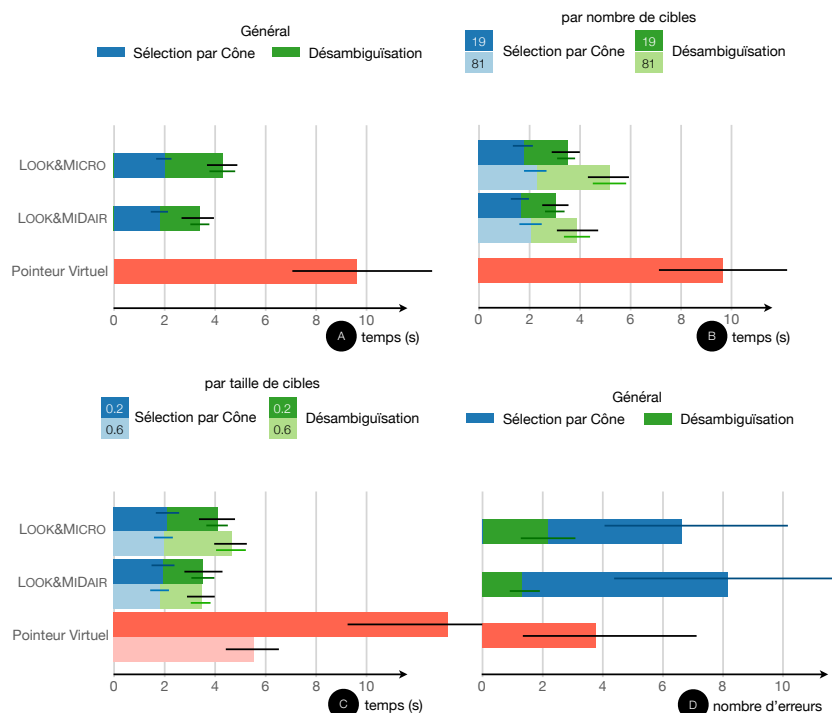 Général
Sélection par Cône
Désambiguïsation
LOOK&MICRO
LOOK&MIDAIR
Pointeur Virtuel
0 2 4 6 8 10
A temps (s)
par nombre de cibles
19 Sélection par Cône 19 Désambiguïsation
81 81
0 2 4 6 8 10
B temps (s)
par taille de cibles
0.2 Sélection par Cône 0.2 Désambiguïsation
0.6 0.6
LOOK&MICRO
LOOK&MIDAIR
Pointeur Virtuel
0 2 4 6 8 10
C temps (s)
Général
Sélection par Cône
Désambiguïsation
0 2 4 6 8 10
D nombre d'erreurs